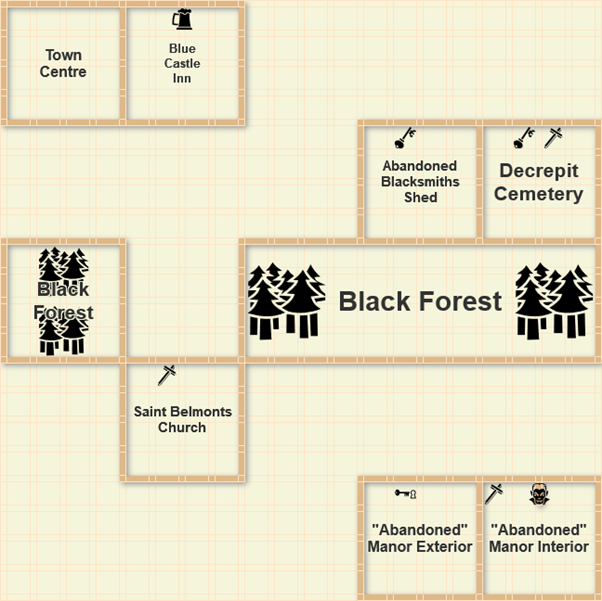 Town
Centre
Blue
Castle
Inn
Abandoned
Blacksmiths
Shed
Decrepit
Cemetery
Black
Forest
Black Forest
Saint Belmonts
Church
"Abandoned"
Manor Exterior
"Abandoned"
Manor Interior